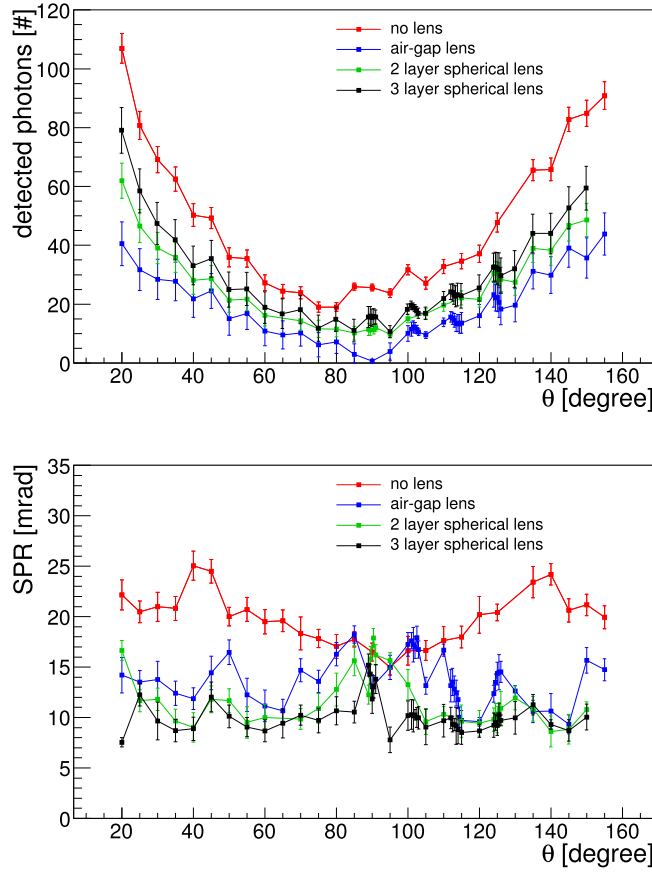 detected photons [#]
120
100
80
60
40
20
0
no lens
air-gap lens
2 layer spherical lens
3 layer spherical lens
20 40 60 80 100 120 140 160
θ [degree]
SPR [mrad]
35
30
25
20
15
10
5
0
no lens
air-gap lens
2 layer spherical lens
3 layer spherical lens
20 40 60 80 100 120 140 160
θ [degree]